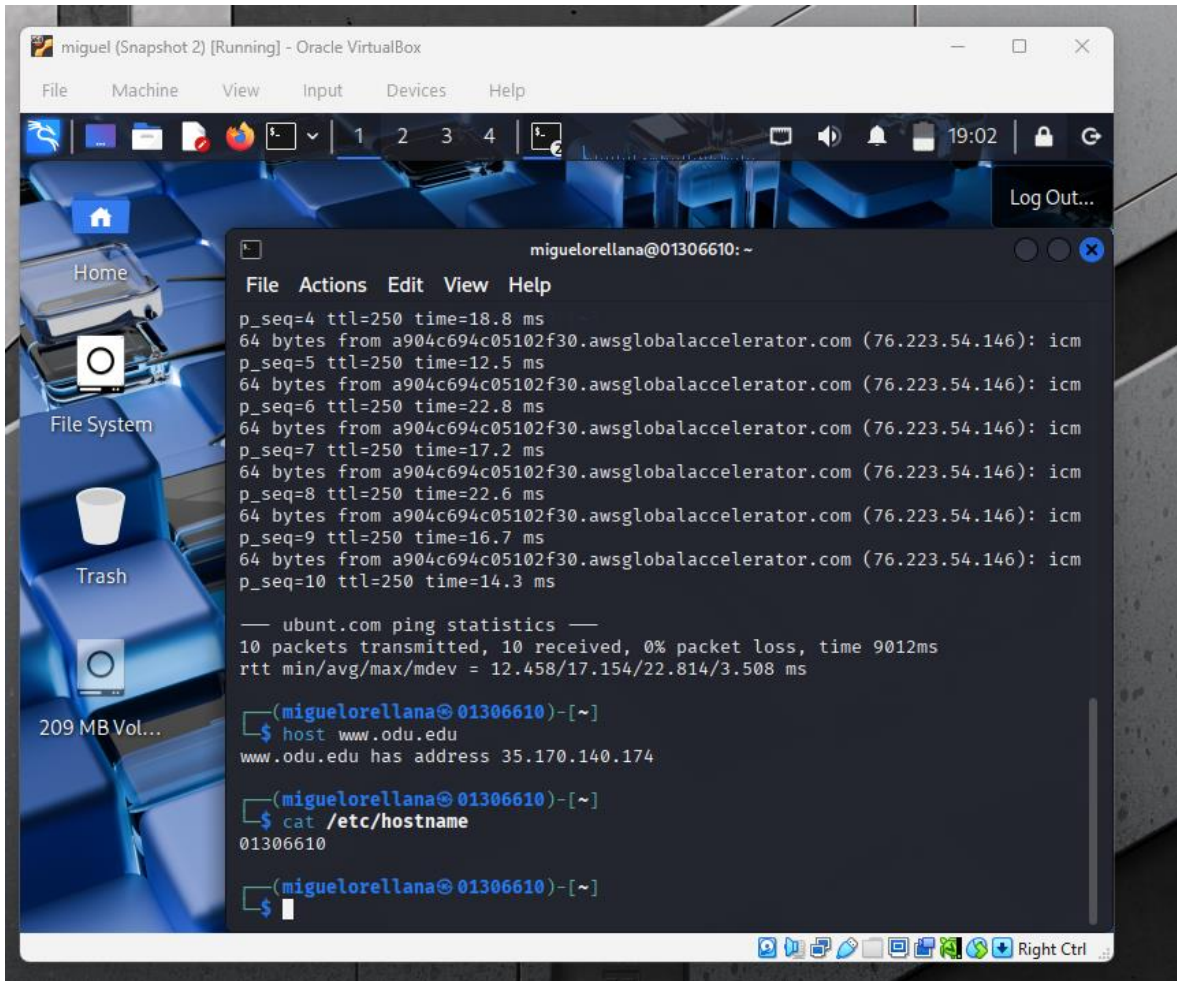 miguel (Snapshot 2) [Running] - Oracle VirtualBox
File Machine View Input Devices Help
1 2 3 4 2 19:02
Log Out...
Home
File System
Trash
209 MB Vol...
miguelorellana@01306610: ~
File Actions Edit View Help
p_seq=4 ttl=250 time=18.8 ms
64 bytes from a904c694c05102f30.awsglobalaccelerator.com (76.223.54.146): icm
p_seq=5 ttl=250 time=12.5 ms
64 bytes from a904c694c05102f30.awsglobalaccelerator.com (76.223.54.146): icm
p_seq=6 ttl=250 time=22.8 ms
64 bytes from a904c694c05102f30.awsglobalaccelerator.com (76.223.54.146): icm
p_seq=7 ttl=250 time=17.2 ms
64 bytes from a904c694c05102f30.awsglobalaccelerator.com (76.223.54.146): icm
p_seq=8 ttl=250 time=22.6 ms
64 bytes from a904c694c05102f30.awsglobalaccelerator.com (76.223.54.146): icm
p_seq=9 ttl=250 time=16.7 ms
64 bytes from a904c694c05102f30.awsglobalaccelerator.com (76.223.54.146): icm
p_seq=10 ttl=250 time=14.3 ms
— ubunt.com ping statistics —
10 packets transmitted, 10 received, 0% packet loss, time 9012ms
rtt min/avg/max/mdev = 12.458/17.154/22.814/3.508 ms
┌──(miguelorellana㉿01306610)-[~]
└─$ host www.odu.edu
www.odu.edu has address 35.170.140.174
┌──(miguelorellana㉿01306610)-[~]
└─$ cat /etc/hostname
01306610
┌──(miguelorellana㉿01306610)-[~]
└─$
Right Ctrl